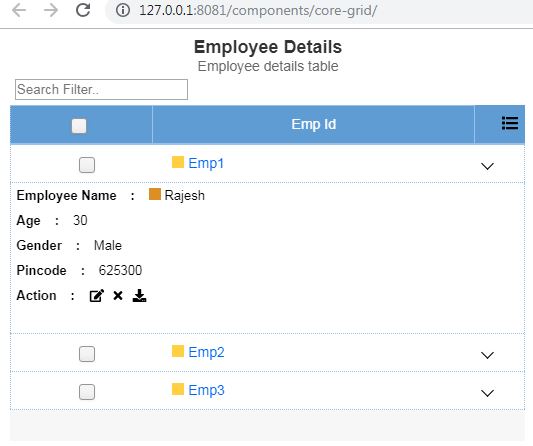 127.0.0.1:8081/components/core-grid/
Employee Details
Employee details table
Search Filter..
Emp Id
Emp1
Employee Name : Rajesh
Age : 30
Gender : Male
Pincode : 625300
Action :
Emp2
Emp3